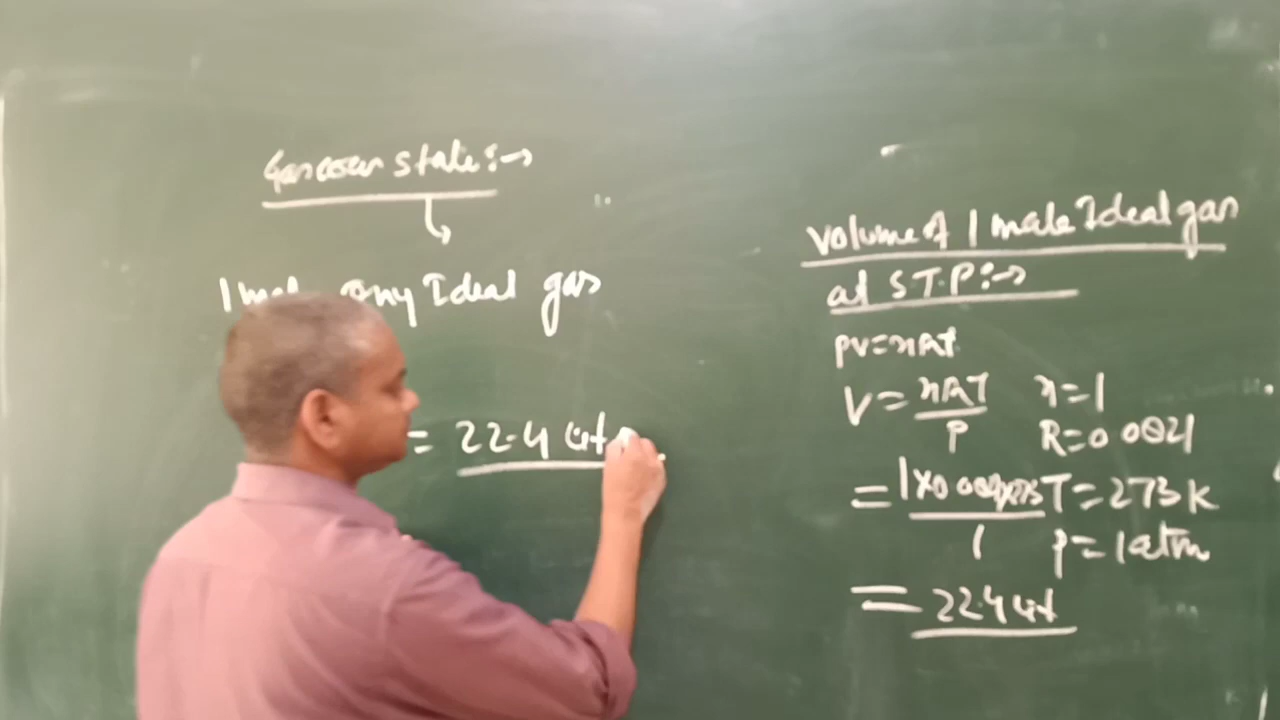 Gaseous state :→
1 mole any Ideal gas
= 22.4 lit
Volume of 1 mole Ideal gas
at S.T.P :→
PV=nRT
V = nRT / P n=1
R=0.0821
= 1×0.0821×273 / 1 T=273K
P=1atm
= 22.4 lit